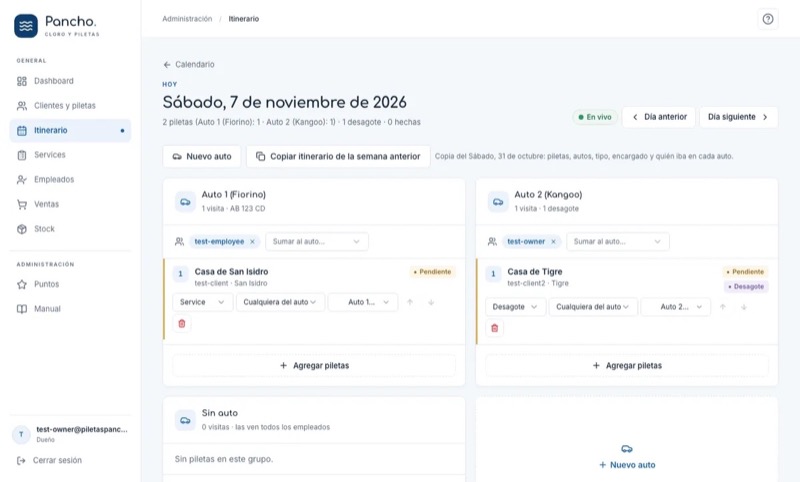 Pancho.
CLORO Y PILETAS
GENERAL
Dashboard
Clientes y piletas
Itinerario
Services
Empleados
Ventas
Stock
ADMINISTRACIÓN
Puntos
Manual
T
test-owner@piletaspanc...
Dueño
Cerrar sesión
Administración / Itinerario
Calendario
HOY
Sábado, 7 de noviembre de 2026
2 piletas (Auto 1 (Fiorino): 1 · Auto 2 (Kangoo): 1) · 1 desagote · 0 hechas
En vivo
Día anterior
Día siguiente
Nuevo auto
Copiar itinerario de la semana anterior
Copia del Sábado, 31 de octubre: piletas, autos, tipo, encargado y quién iba en cada auto.
Auto 1 (Fiorino)
1 visita · AB 123 CD
test-employee ×
Sumar al auto...
1
Casa de San Isidro
test-client · San Isidro
Pendiente
Service
Cualquiera del auto
Auto 1...
+ Agregar piletas
Auto 2 (Kangoo)
1 visita · 1 desagote
test-owner ×
Sumar al auto...
1
Casa de Tigre
test-client2 · Tigre
Pendiente
Desagote
Desagote
Cualquiera del auto
Auto 2...
+ Agregar piletas
Sin auto
0 visitas · las ven todos los empleados
Sin piletas en este grupo.
+ Nuevo auto